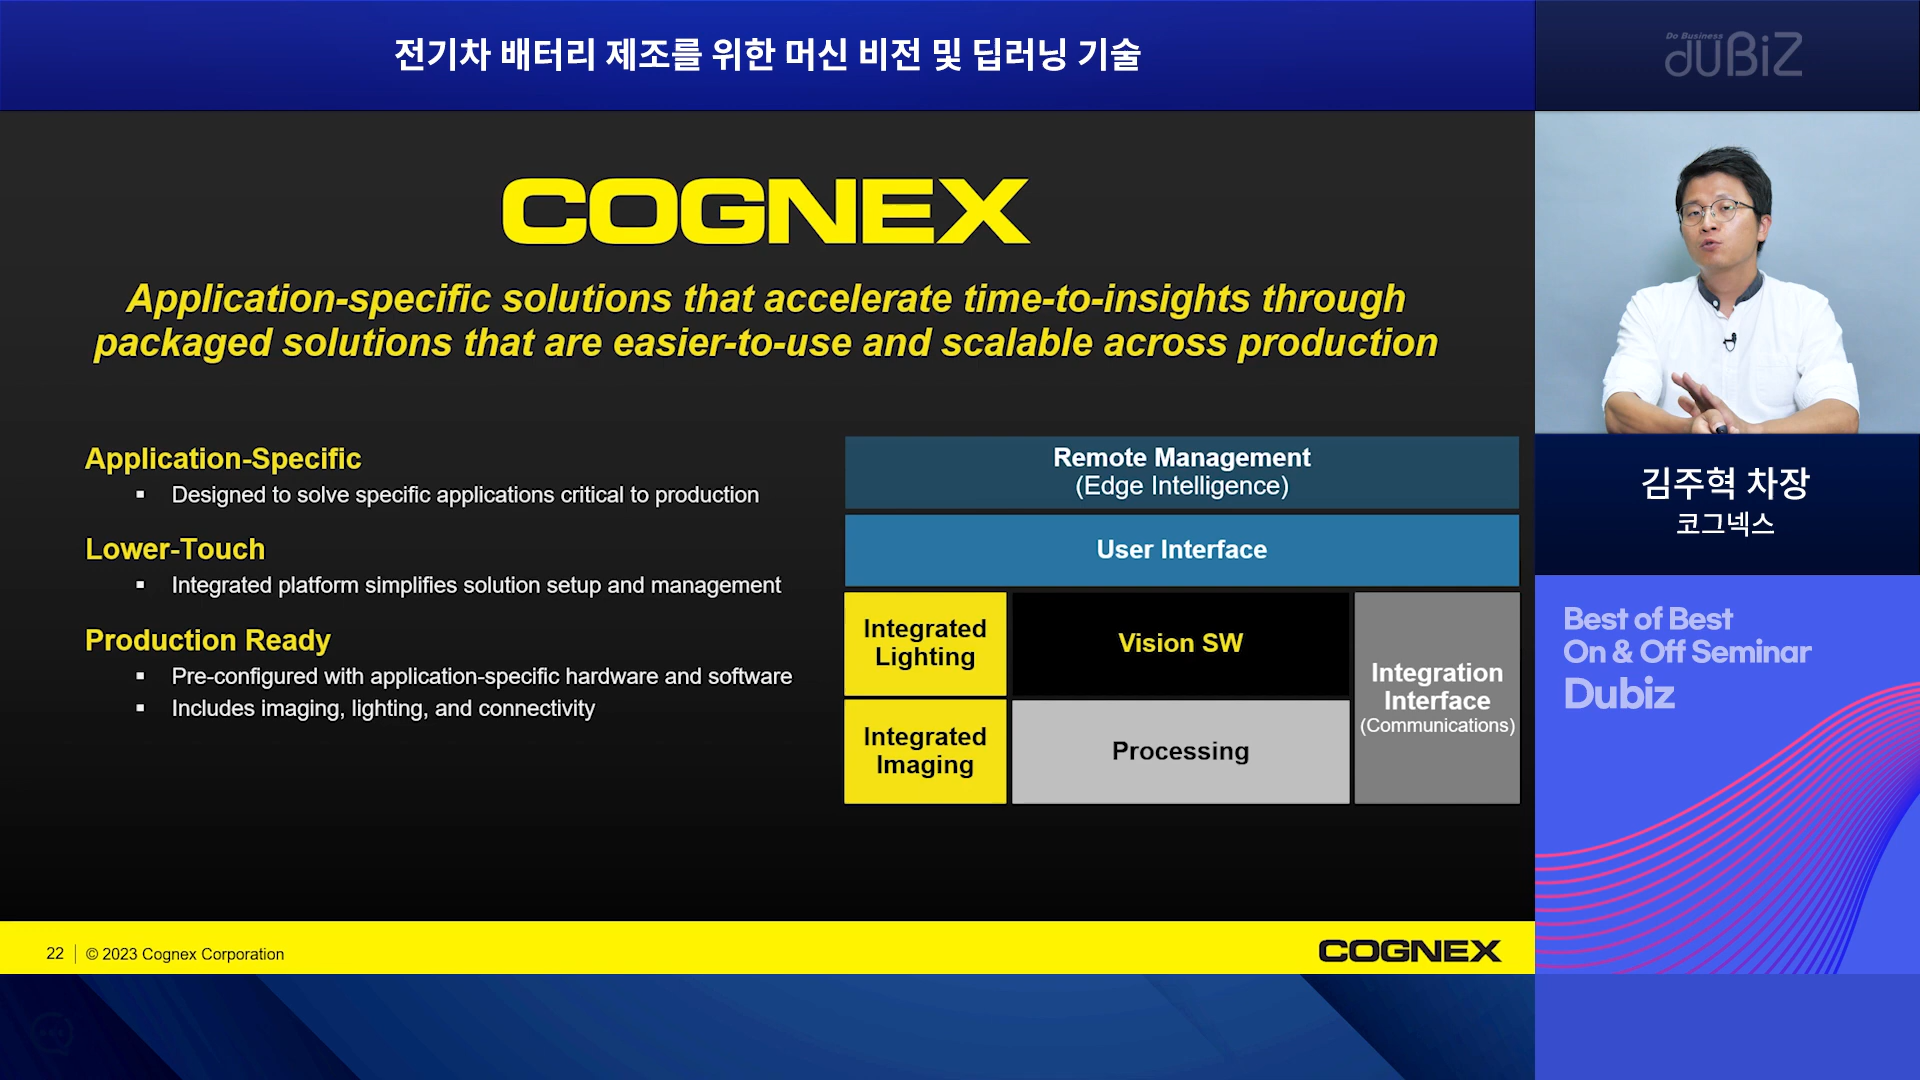 전기차 배터리 제조를 위한 머신 비전 및 딥러닝 기술
Do Business
duBiZ
COGNEX
Application-specific solutions that accelerate time-to-insights through
packaged solutions that are easier-to-use and scalable across production
Application-Specific
▪ Designed to solve specific applications critical to production
Lower-Touch
▪ Integrated platform simplifies solution setup and management
Production Ready
▪ Pre-configured with application-specific hardware and software
▪ Includes imaging, lighting, and connectivity
Remote Management
(Edge Intelligence)
User Interface
Integrated
Lighting
Vision SW
Integrated
Imaging
Processing
Integration
Interface
(Communications)
김주혁 차장
코그넥스
Best of Best
On & Off Seminar
Dubiz
22 | © 2023 Cognex Corporation
COGNEX